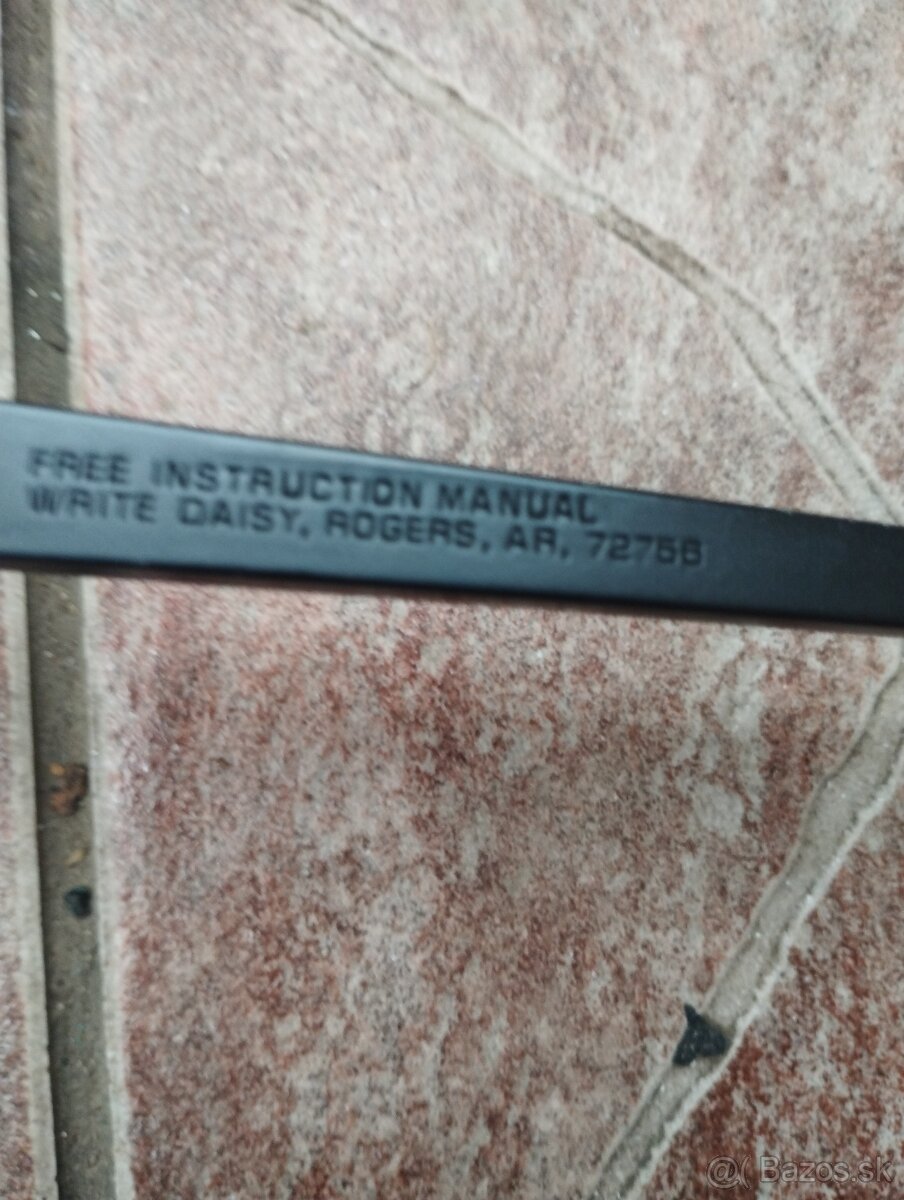 FREE INSTRUCTION MANUAL
WRITE DAISY, ROGERS, AR, 72756
@( Bazos.sk